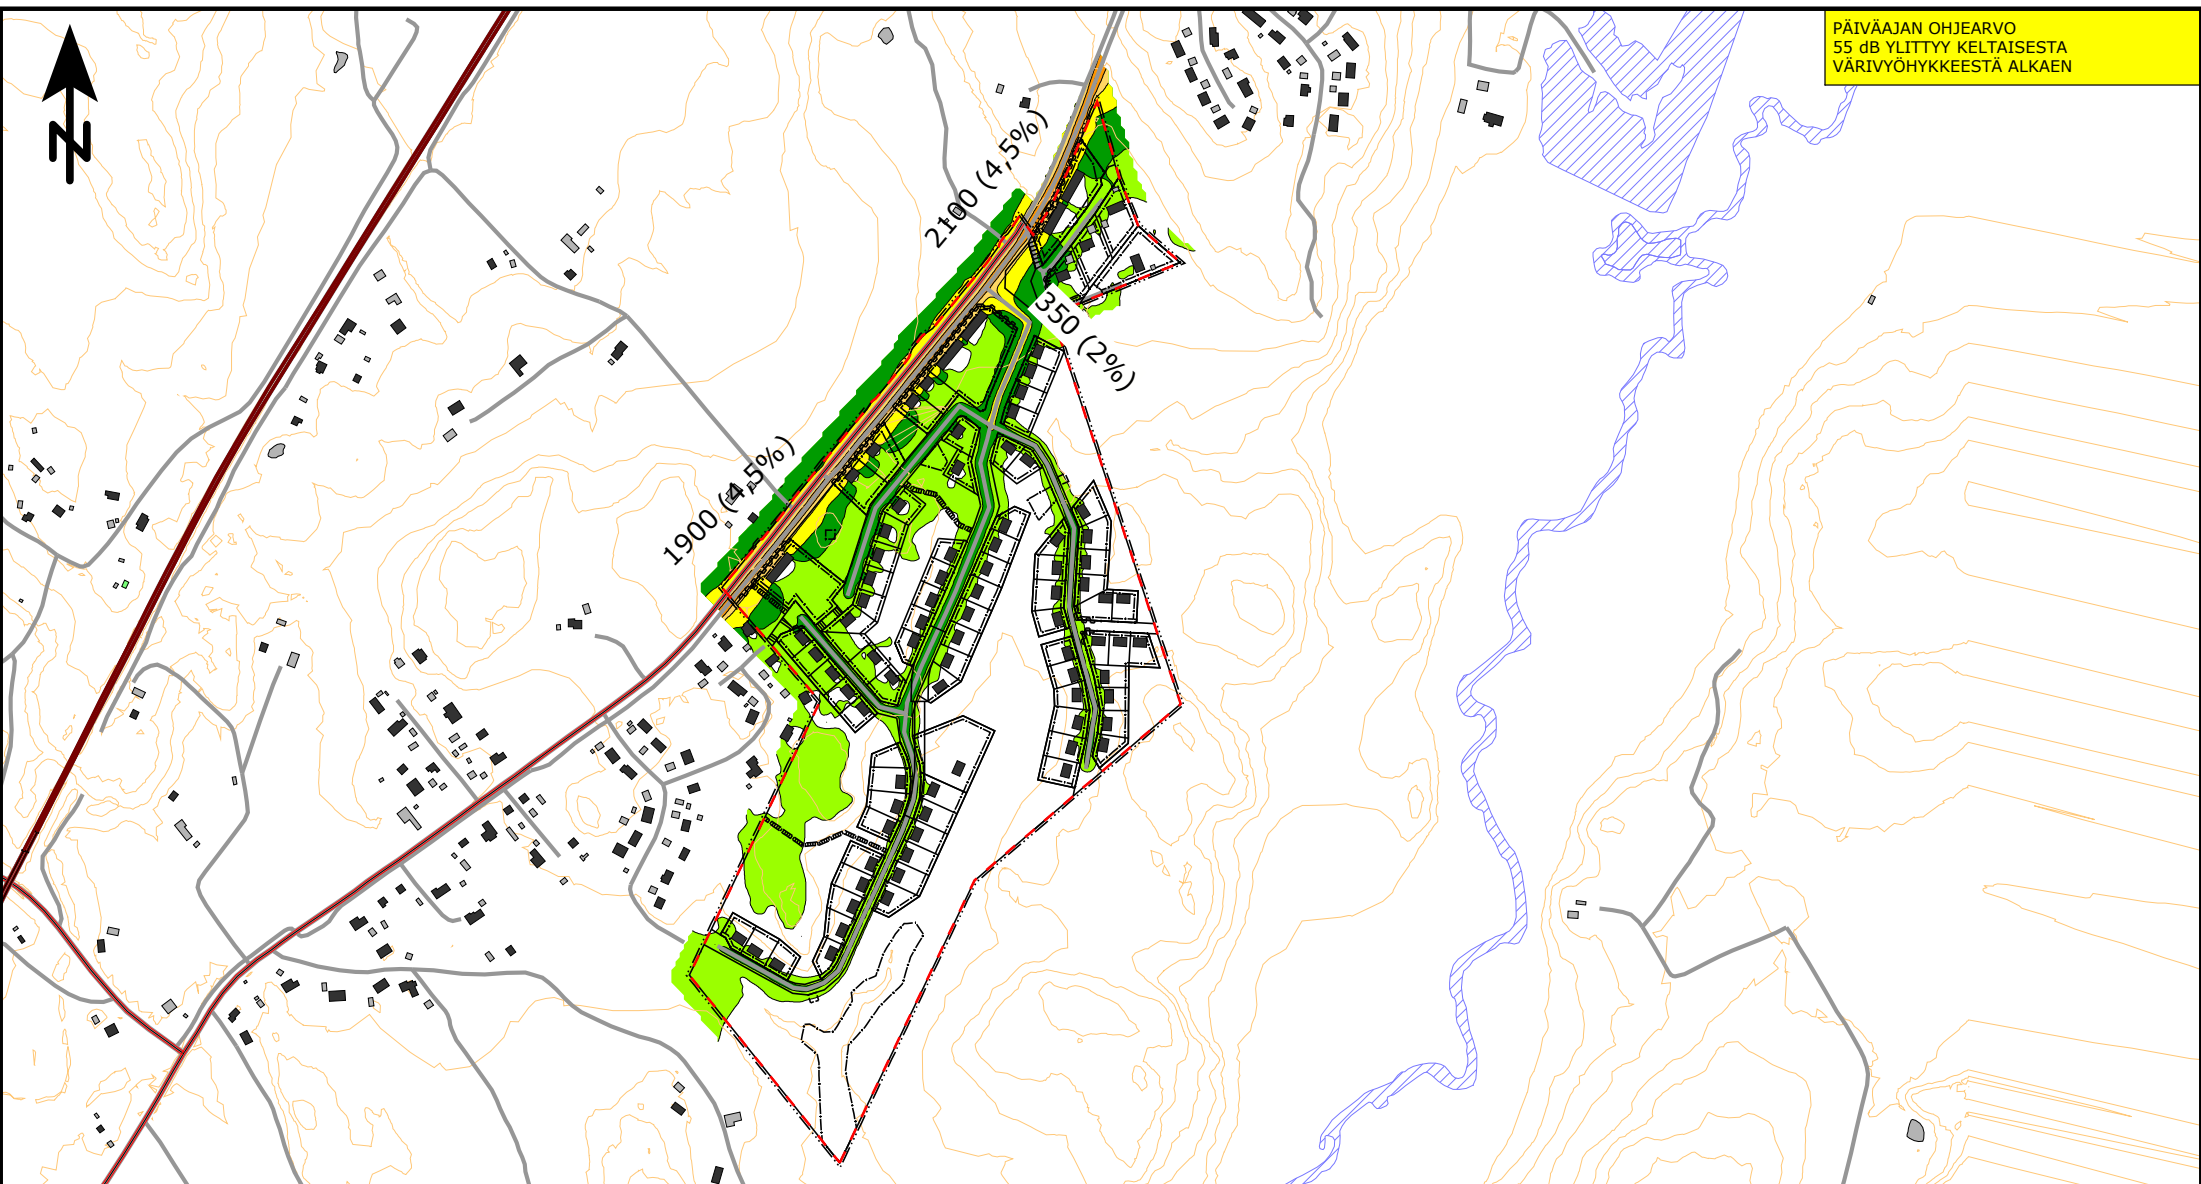 PÄIVÄAJAN OHJEARVO
55 dB YLITTYY KELTAISESTA
VÄRIVYÖHYKKEESTÄ ALKAEN
N
2100 (4,5%)
350 (2%)
1900 (4,5%)